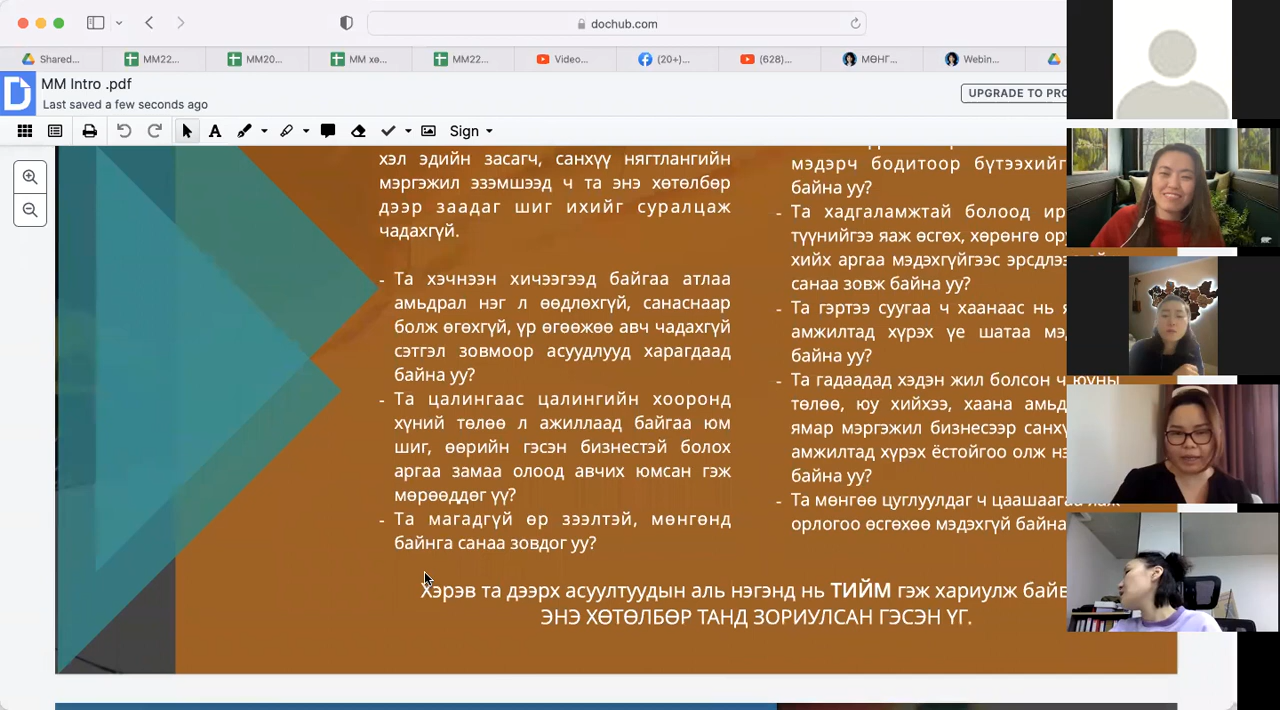 dochub.com
Shared...
MM22...
MM20...
MM хө...
MM22...
Video...
(20+)...
(628)...
МӨНГ...
Webin...
MM Intro .pdf
Last saved a few seconds ago
UPGRADE TO PRO
Sign
хэл эдийн засагч, санхүү нягтлангийн
мэргэжил эзэмшээд ч та энэ хөтөлбөр
дээр заадаг шиг ихийг суралцаж
чадахгүй.
- Та хэчнээн хичээгээд байгаа атлаа
амьдрал нэг л өөдлөхгүй, санаснаар
болж өгөхгүй, үр өгөөжөө авч чадахгүй
сэтгэл зовмоор асуудлууд харагдаад
байна уу?
- Та цалингаас цалингийн хооронд
хүний төлөө л ажиллаад байгаа юм
шиг, өөрийн гэсэн бизнестэй болох
аргаа замаа олоод авчих юмсан гэж
мөрөөддөг үү?
- Та магадгүй өр зээлтэй, мөнгөнд
байнга санаа зовдог уу?
мэдэрч бодитоор бүтээхийг
байна уу?
- Та хадгаламжтай болоод
түүнийгээ яаж өсгөх, хөрөнгө
хийх аргаа мэдэхгүйгээс
санаа зовж байна уу?
- Та гэртээ суугаа ч хаанаас нь
амжилтад хүрэх үе шатаа
байна уу?
- Та гадаадад хэдэн жил болсон ч юуны
төлөө, юу хийхээ, хаана
ямар мэргэжил бизнесээр
амжилтад хүрэх ёстойгоо олж
байна уу?
- Та мөнгөө цуглуулдаг ч
орлогоо өсгөхөө мэдэхгүй байна
Хэрэв та дээрх асуултуудын аль нэгэнд нь ТИЙМ гэж хариулж
ЭНЭ ХӨТӨЛБӨР ТАНД ЗОРИУЛСАН ГЭСЭН ҮГ.